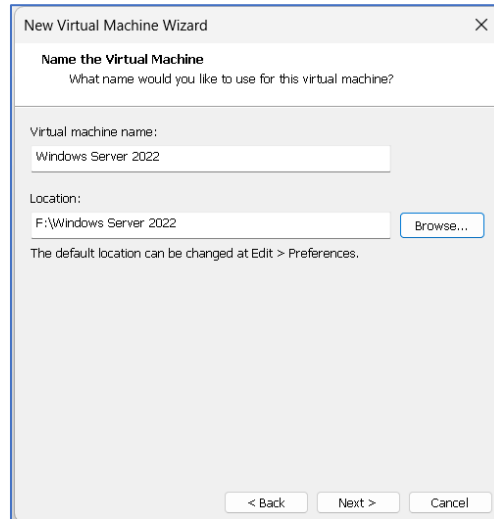 New Virtual Machine Wizard
Name the Virtual Machine
What name would you like to use for this virtual machine?
Virtual machine name:
Windows Server 2022
Location:
F:\Windows Server 2022
Browse...
The default location can be changed at Edit > Preferences.
< Back Next > Cancel